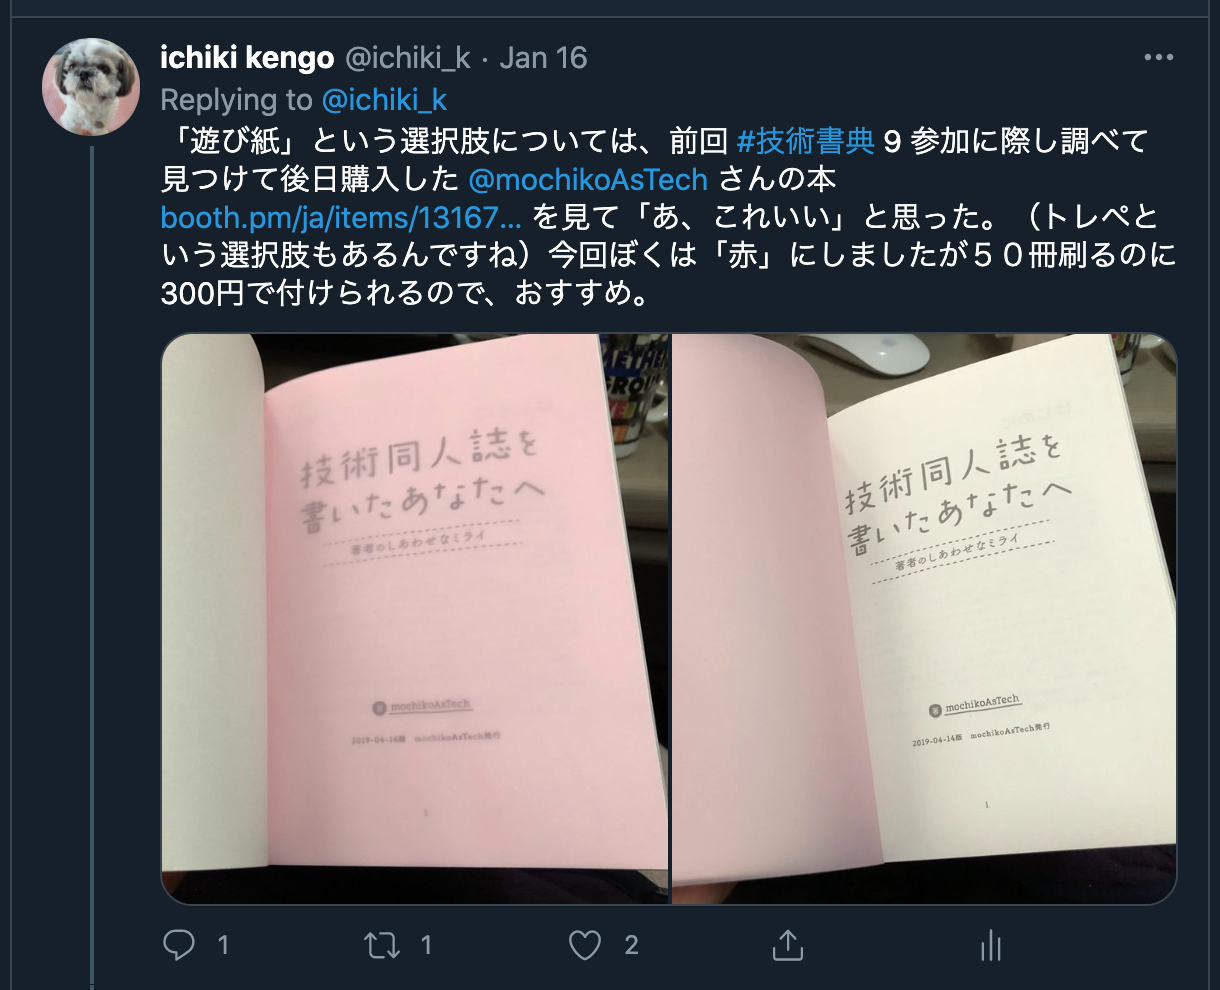 ichiki kengo @ichiki_k · Jan 16
Replying to @ichiki_k
「遊び紙」という選択肢については、前回 #技術書典 9 参加に際し調べて
見つけて後日購入した @mochikoAsTech さんの本
booth.pm/ja/items/13167... を見て「あ、これいい」と思った。（トレペと
いう選択肢もあるんですね）今回ぼくは「赤」にしましたが５０冊刷るのに
300円で付けられるので、おすすめ。
技術同人誌を
書いたあなたへ
著者のしあわせなミライ
著 mochikoAsTech
2019-04-14版 mochikoAsTech発行
1
技術同人誌を
書いたあなたへ
著者のしあわせなミライ
著 mochikoAsTech
2019-04-14版 mochikoAsTech発行
1
1 1 2